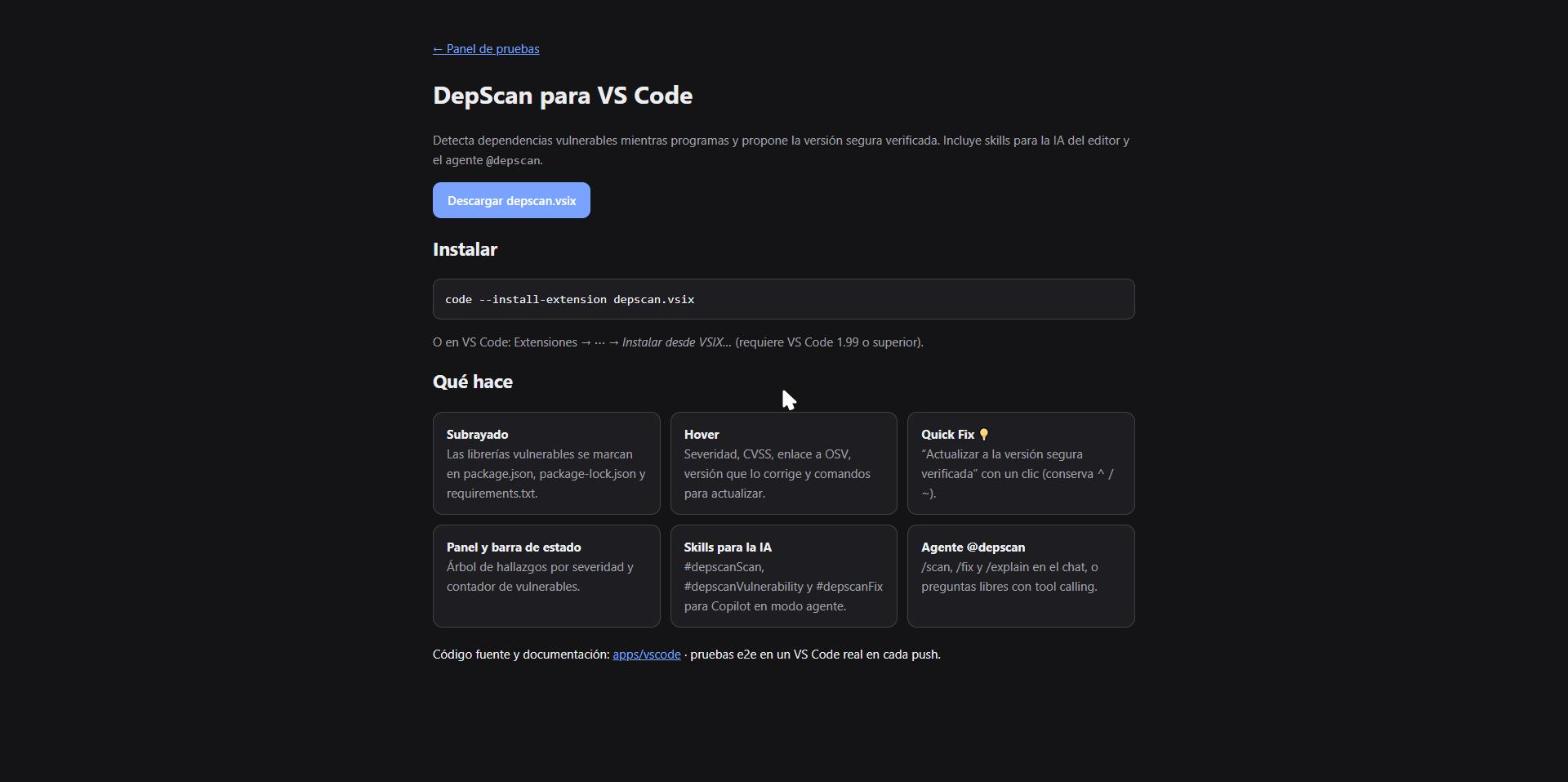 ← Panel de pruebas
DepScan para VS Code
Detecta dependencias vulnerables mientras programas y propone la versión segura verificada. Incluye skills para la IA del editor y
el agente @depscan.
Descargar depscan.vsix
Instalar
code --install-extension depscan.vsix
O en VS Code: Extensiones → ⋯ → Instalar desde VSIX… (requiere VS Code 1.99 o superior).
Qué hace
Subrayado
Las librerías vulnerables se marcan
en package.json, package-lock.json y
requirements.txt.
Hover
Severidad, CVSS, enlace a OSV,
versión que lo corrige y comandos
para actualizar.
Quick Fix 💡
“Actualizar a la versión segura
verificada” con un clic (conserva ^ /
~).
Panel y barra de estado
Árbol de hallazgos por severidad y
contador de vulnerables.
Skills para la IA
#depscanScan,
#depscanVulnerability y #depscanFix
para Copilot en modo agente.
Agente @depscan
/scan, /fix y /explain en el chat, o
preguntas libres con tool calling.
Código fuente y documentación: apps/vscode · pruebas e2e en un VS Code real en cada push.